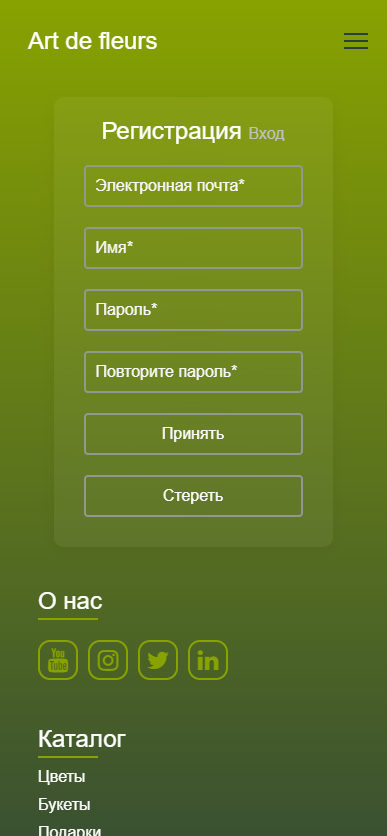 Art de fleurs
Регистрация Вход
Электронная почта*
Имя*
Пароль*
Повторите пароль*
Принять
Стереть
О нас
You Tube in
Каталог
Цветы
Букеты
Подарки